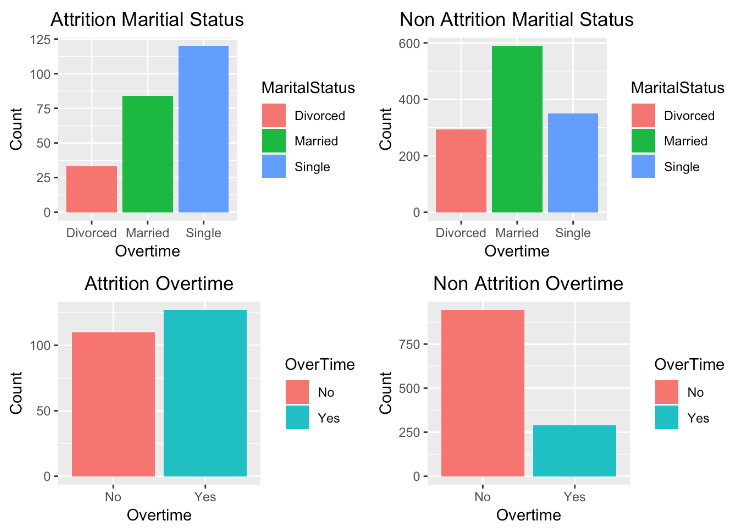 Attrition Maritial Status
125
100
75
50
25
0
Count
Divorced Married Single
Overtime
MaritalStatus
Divorced
Married
Single
Non Attrition Maritial Status
600
400
200
0
Count
Divorced Married Single
Overtime
MaritalStatus
Divorced
Married
Single
Attrition Overtime
100
50
0
Count
No Yes
Overtime
OverTime
No
Yes
Non Attrition Overtime
750
500
250
0
Count
No Yes
Overtime
OverTime
No
Yes